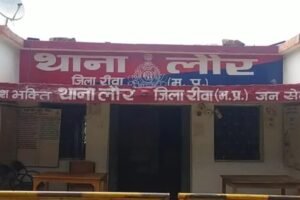 थाना लौर
जिला रीवा (म.प्र.)
भक्ति थाना लौर - जिला रीवा (म.प्र.) जन